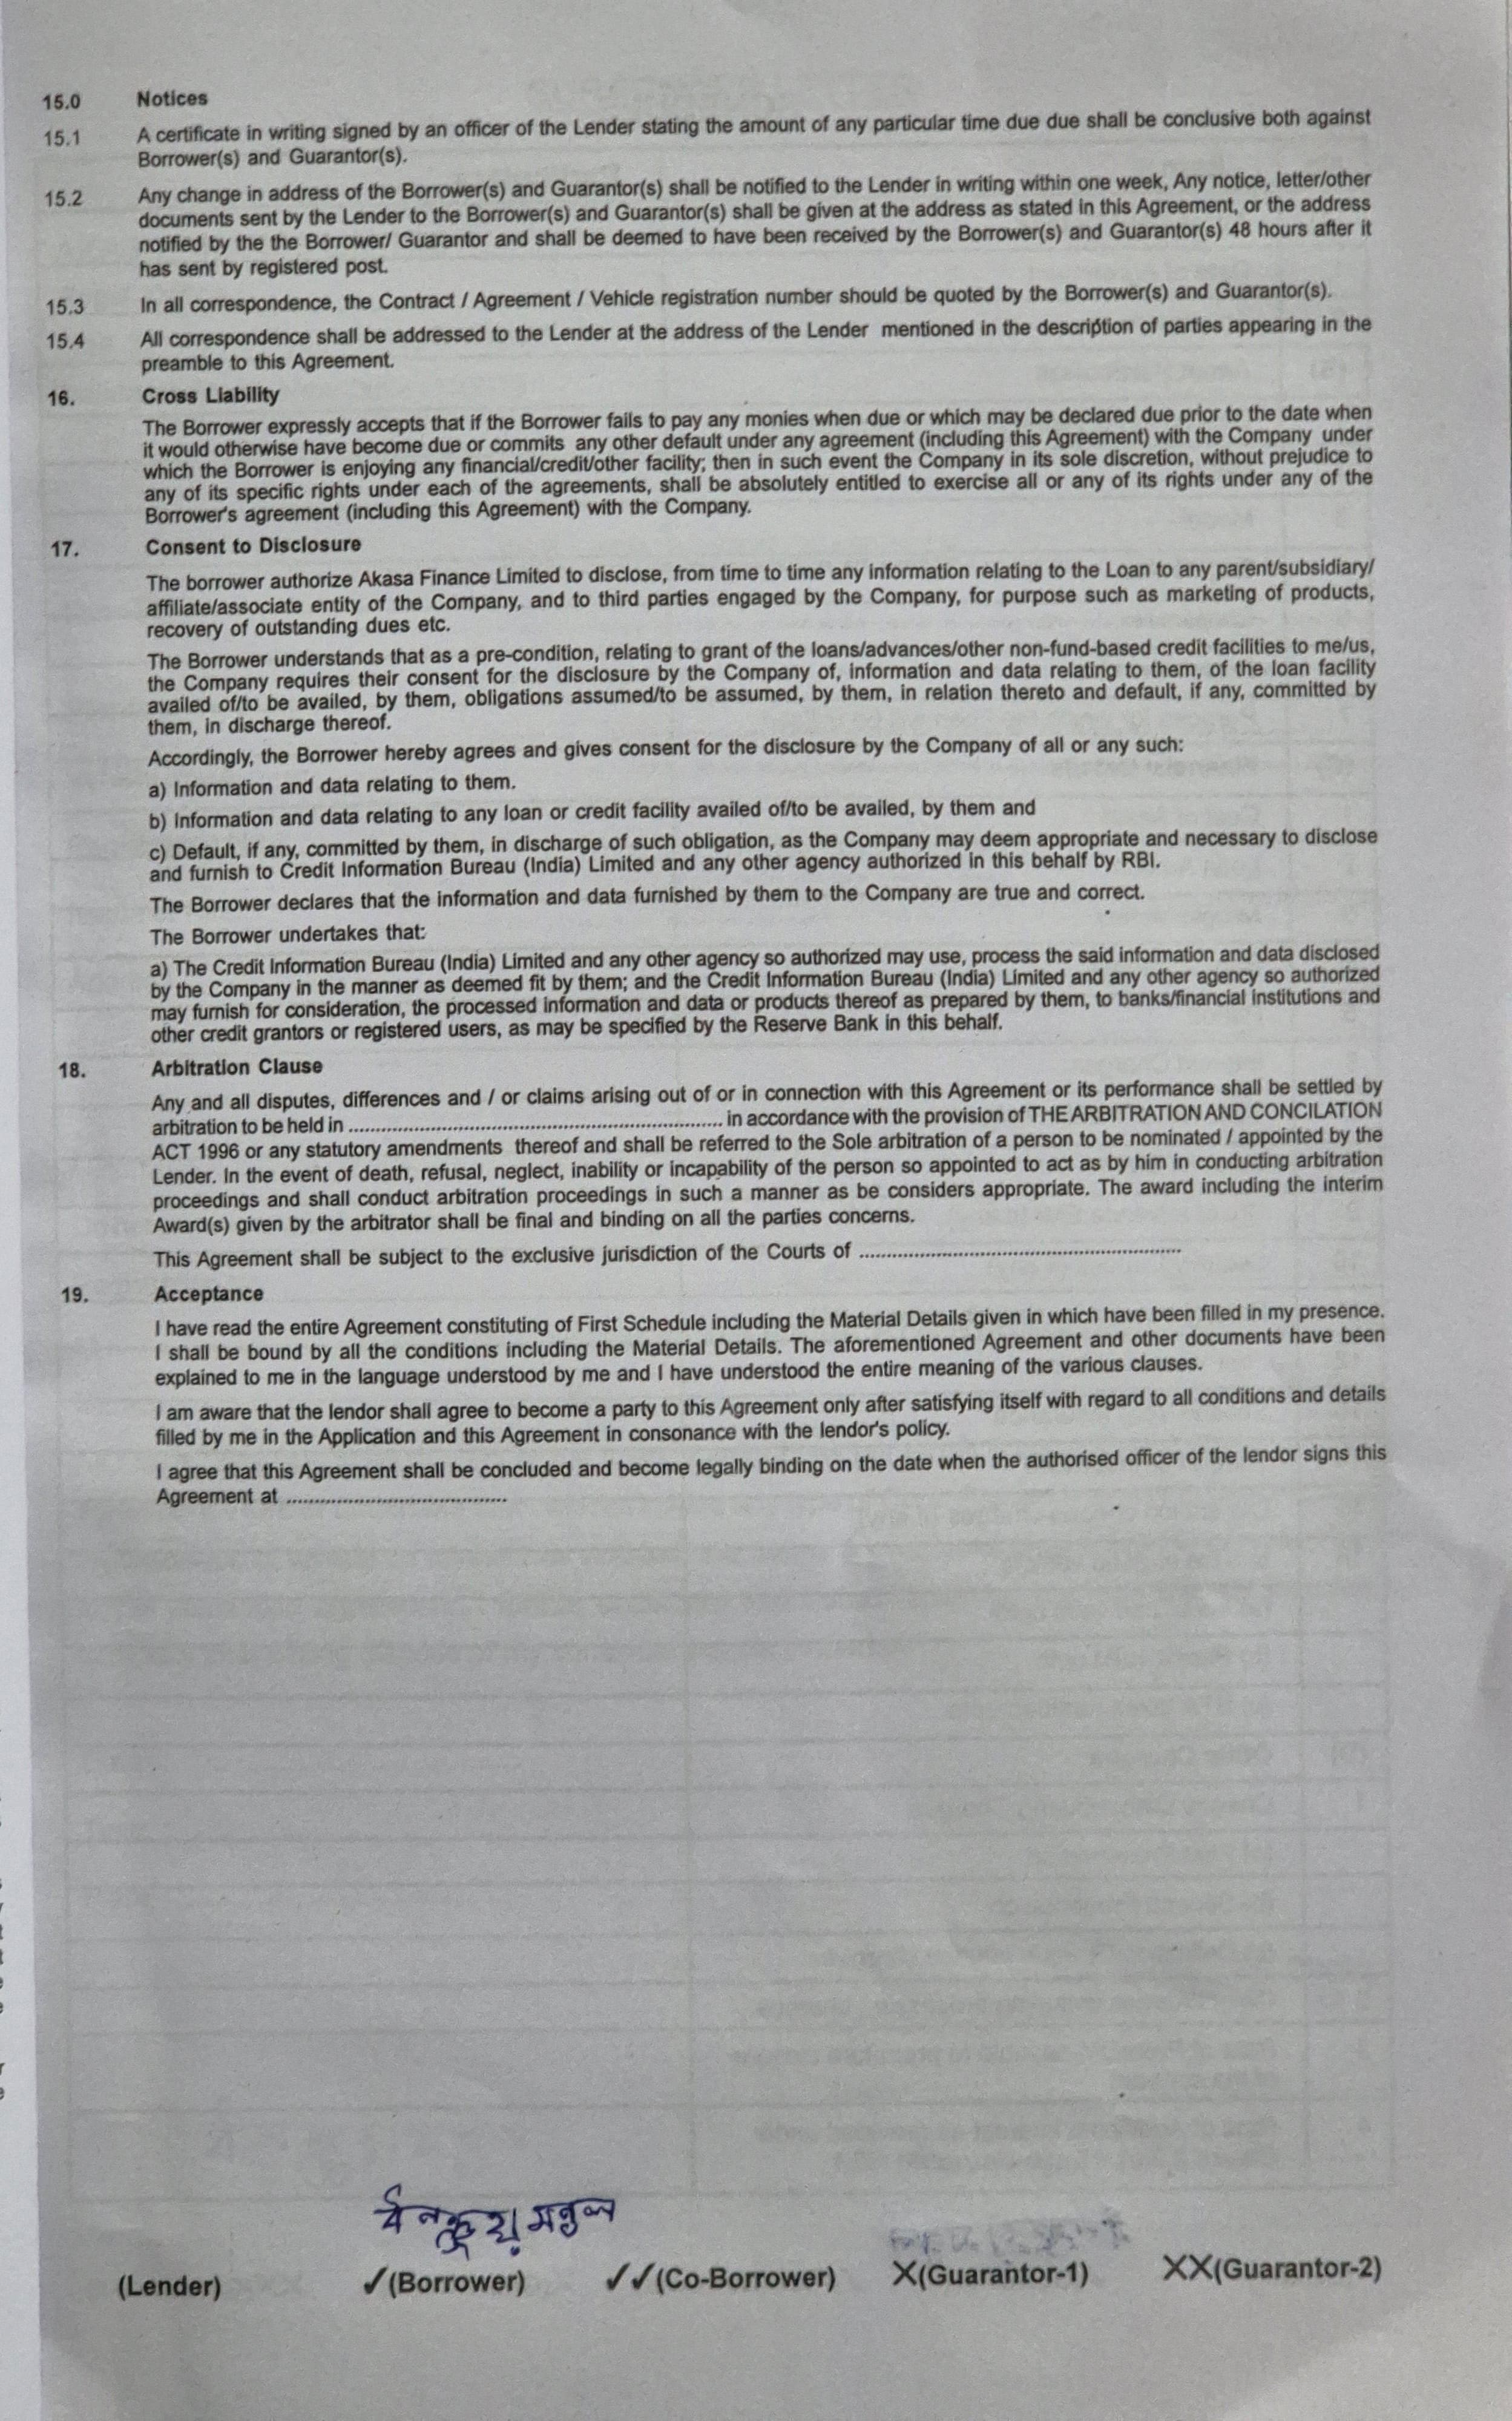 15.0 Notices
15.1 A certificate in writing signed by an officer of the Lender stating the amount of any particular time due due shall be conclusive both against
Borrower(s) and Guarantor(s).
15.2 Any change in address of the Borrower(s) and Guarantor(s) shall be notified to the Lender in writing within one week, Any notice, letter/other
documents sent by the Lender to the Borrower(s) and Guarantor(s) shall be given at the address as stated in this Agreement, or the address
notified by the the Borrower/ Guarantor and shall be deemed to have been received by the Borrower(s) and Guarantor(s) 48 hours after it
has sent by registered post.
15.3 In all correspondence, the Contract / Agreement / Vehicle registration number should be quoted by the Borrower(s) and Guarantor(s).
15.4 All correspondence shall be addressed to the Lender at the address of the Lender mentioned in the description of parties appearing in the
preamble to this Agreement.
16. Cross Liability
The Borrower expressly accepts that if the Borrower fails to pay any monies when due or which may be declared due prior to the date when
it would otherwise have become due or commits any other default under any agreement (including this Agreement) with the Company under
which the Borrower is enjoying any financial/credit/other facility; then in such event the Company in its sole discretion, without prejudice to
any of its specific rights under each of the agreements, shall be absolutely entitled to exercise all or any of its rights under any of the
Borrower's agreement (including this Agreement) with the Company.
17. Consent to Disclosure
The borrower authorize Akasa Finance Limited to disclose, from time to time any information relating to the Loan to any parent/subsidiary/
affiliate/associate entity of the Company, and to third parties engaged by the Company, for purpose such as marketing of products,
recovery of outstanding dues etc.
The Borrower understands that as a pre-condition, relating to grant of the loans/advances/other non-fund-based credit facilities to me/us,
the Company requires their consent for the disclosure by the Company of, information and data relating to them, of the loan facility
availed of/to be availed, by them, obligations assumed/to be assumed, by them, in relation thereto and default, if any, committed by
them, in discharge thereof.
Accordingly, the Borrower hereby agrees and gives consent for the disclosure by the Company of all or any such:
a) Information and data relating to them.
b) Information and data relating to any loan or credit facility availed of/to be availed, by them and
c) Default, if any, committed by them, in discharge of such obligation, as the Company may deem appropriate and necessary to disclose
and furnish to Credit Information Bureau (India) Limited and any other agency authorized in this behalf by RBI.
The Borrower declares that the information and data furnished by them to the Company are true and correct.
The Borrower undertakes that:
a) The Credit Information Bureau (India) Limited and any other agency so authorized may use, process the said information and data disclosed
by the Company in the manner as deemed fit by them; and the Credit Information Bureau (India) Limited and any other agency so authorized
may furnish for consideration, the processed information and data or products thereof as prepared by them, to banks/financial institutions and
other credit grantors or registered users, as may be specified by the Reserve Bank in this behalf.
18. Arbitration Clause
Any and all disputes, differences and / or claims arising out of or in connection with this Agreement or its performance shall be settled by
arbitration to be held in ........................................ in accordance with the provision of THE ARBITRATION AND CONCILATION
ACT 1996 or any statutory amendments thereof and shall be referred to the Sole arbitration of a person to be nominated / appointed by the
Lender. In the event of death, refusal, neglect, inability or incapability of the person so appointed to act as by him in conducting arbitration
proceedings and shall conduct arbitration proceedings in such a manner as be considers appropriate. The award including the interim
Award(s) given by the arbitrator shall be final and binding on all the parties concerns.
This Agreement shall be subject to the exclusive jurisdiction of the Courts of ........................................
19. Acceptance
I have read the entire Agreement constituting of First Schedule including the Material Details given in which have been filled in my presence.
I shall be bound by all the conditions including the Material Details. The aforementioned Agreement and other documents have been
explained to me in the language understood by me and I have understood the entire meaning of the various clauses.
I am aware that the lendor shall agree to become a party to this Agreement only after satisfying itself with regard to all conditions and details
filled by me in the Application and this Agreement in consonance with the lendor's policy.
I agree that this Agreement shall be concluded and become legally binding on the date when the authorised officer of the lendor signs this
Agreement at ........................................
মন্ডল
(Lender) ✓(Borrower) ✓✓(Co-Borrower) X(Guarantor-1) XX(Guarantor-2)